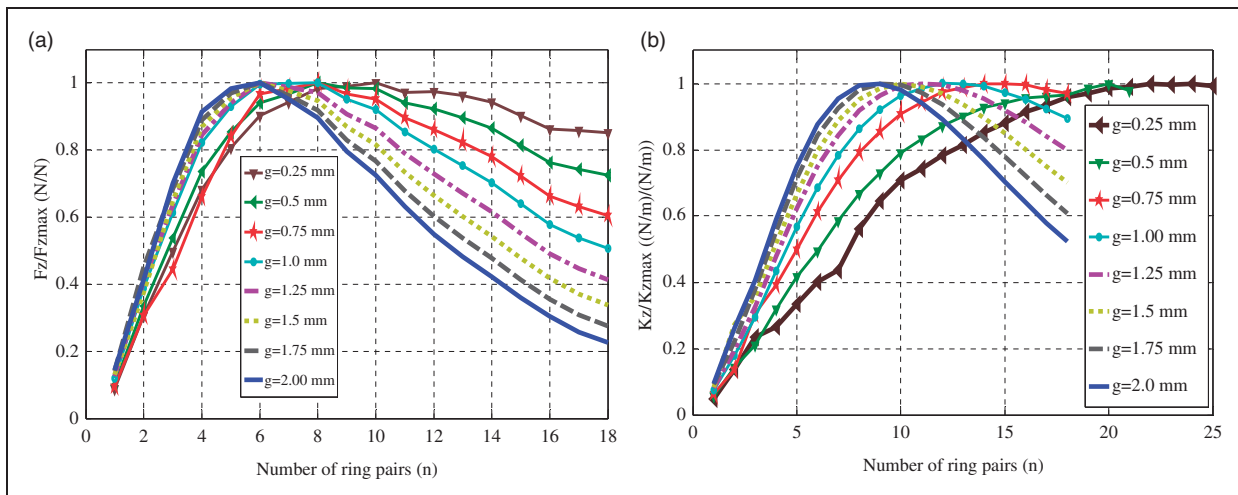 (a)
Fz/Fzmax (N/N)
1
0.8
0.6
0.4
0.2
0
0 2 4 6 8 10 12 14 16 18
Number of ring pairs (n)
g=0.25 mm
g=0.5 mm
g=0.75 mm
g=1.0 mm
g=1.25 mm
g=1.5 mm
g=1.75 mm
g=2.00 mm
(b)
Kz/Kzmax ((N/m)/(N/m))
1
0.8
0.6
0.4
0.2
0
0 5 10 15 20 25
Number of ring pairs (n)
g=0.25 mm
g=0.5 mm
g=0.75 mm
g=1.00 mm
g=1.25 mm
g=1.5 mm
g=1.75 mm
g=2.0 mm